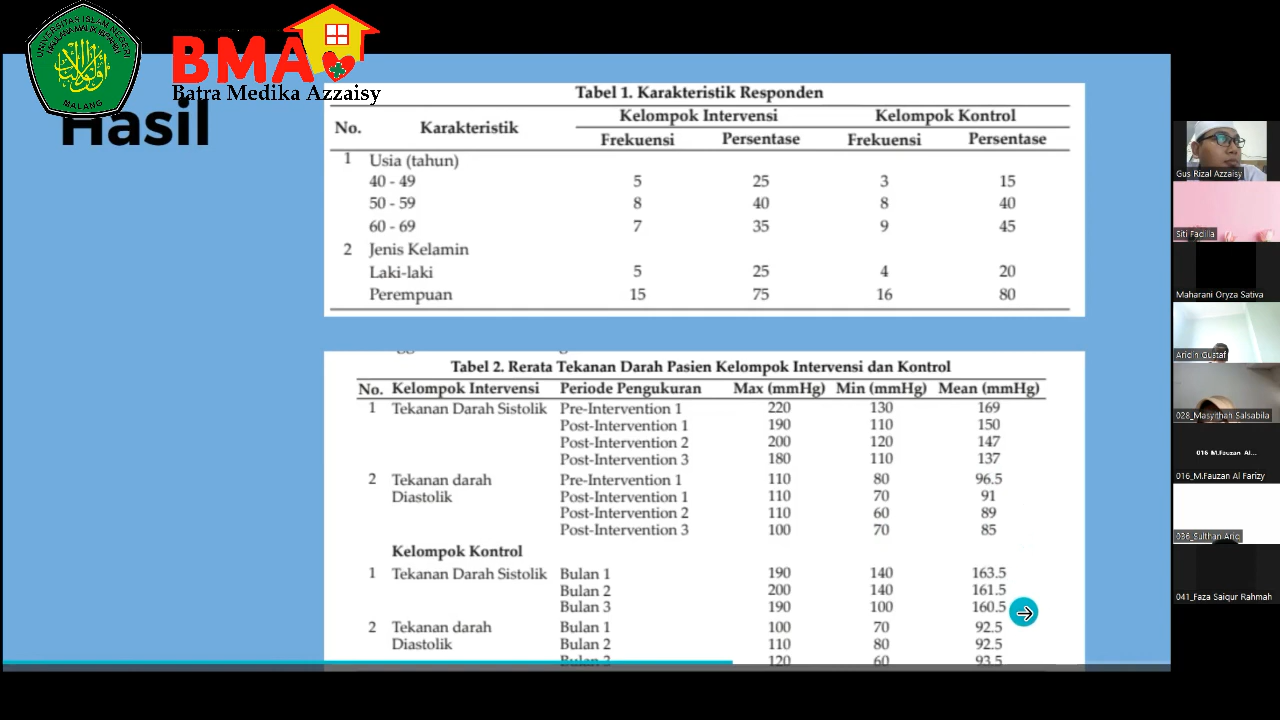 UNIVERSITAS ISLAM NEGERI
MALANG
BMA
Batra Medika Azzaisy
Hasil
Tabel 1. Karakteristik Responden
No. Karakteristik Kelompok Intervensi Kelompok Kontrol
Frekuensi Persentase Frekuensi Persentase
1 Usia (tahun)
40 - 49 5 25 3 15
50 - 59 8 40 8 40
60 - 69 7 35 9 45
2 Jenis Kelamin
Laki-laki 5 25 4 20
Perempuan 15 75 16 80
Tabel 2. Rerata Tekanan Darah Pasien Kelompok Intervensi dan Kontrol
No. Kelompok Intervensi Periode Pengukuran Max (mmHg) Min (mmHg) Mean (mmHg)
1 Tekanan Darah Sistolik Pre-Intervention 1 220 130 169
Post-Intervention 1 190 110 150
Post-Intervention 2 200 120 147
Post-Intervention 3 180 110 137
2 Tekanan darah Pre-Intervention 1 110 80 96.5
Diastolik Post-Intervention 1 110 70 91
Post-Intervention 2 110 60 89
Post-Intervention 3 100 70 85
Kelompok Kontrol
1 Tekanan Darah Sistolik Bulan 1 190 140 163.5
Bulan 2 200 140 161.5
Bulan 3 190 100 160.5
2 Tekanan darah Bulan 1 100 70 92.5
Diastolik Bulan 2 110 80 92.5
Bulan 3 120 60 93.5
Gus Rizal Azzaisy
Siti Fadilla
Maharani Oryza Sativa
Aridin Gustaf
028_Masyithah Salsabila
016 M.Fauzan Al...
016_M.Fauzan Al Farizy
036_Sulthan Aric
041_Faza Saiqur Rahmah